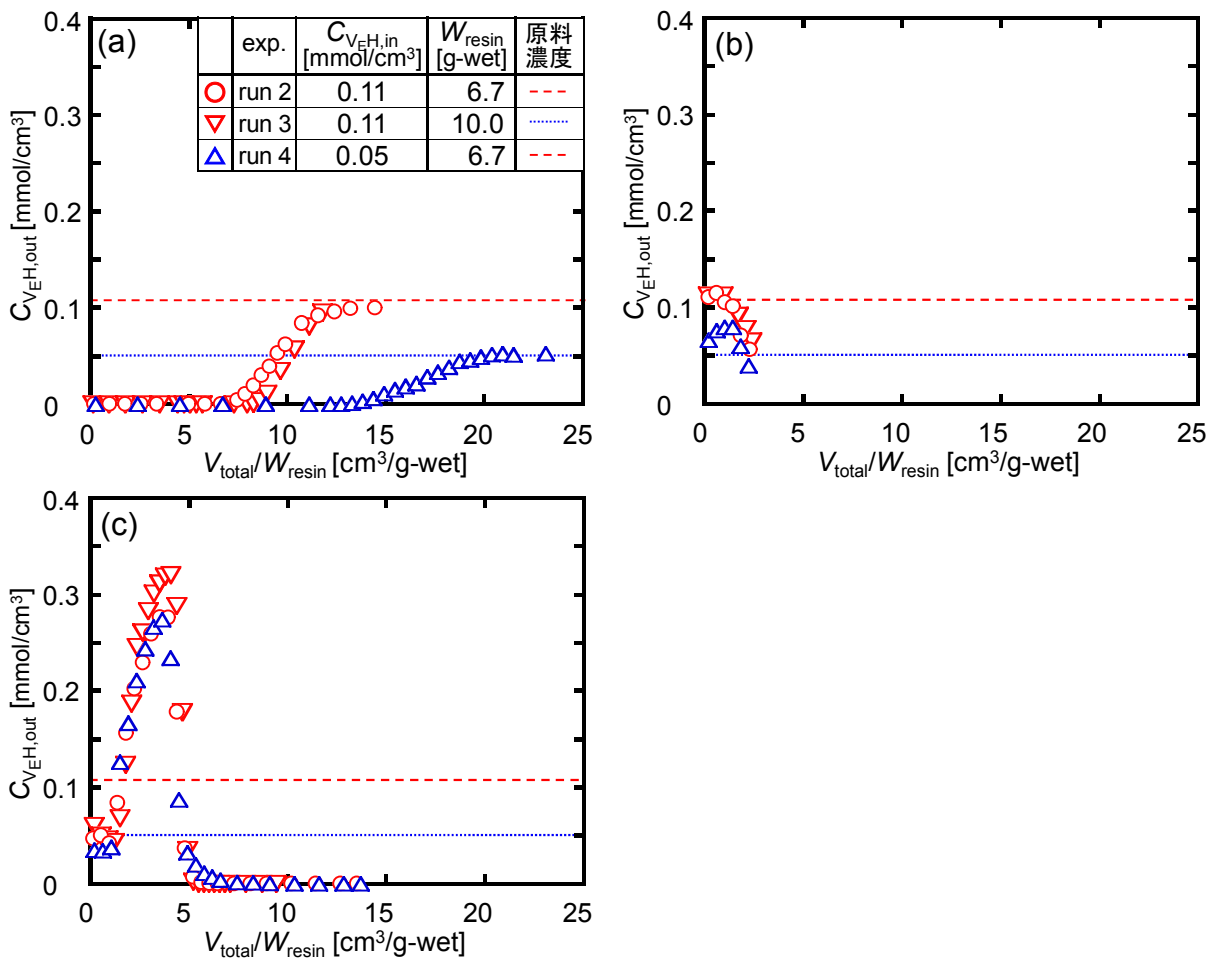 (a)
exp. C_VEH,in [mmol/cm³] W_resin [g-wet] 原料濃度
run 2 0.11 6.7
run 3 0.11 10.0
run 4 0.05 6.7
0.4
0.3
0.2
0.1
0
C_VEH,out [mmol/cm³]
0 5 10 15 20 25
V_total/W_resin [cm³/g-wet]
(b)
0.4
0.3
0.2
0.1
0
C_VEH,out [mmol/cm³]
0 5 10 15 20 25
V_total/W_resin [cm³/g-wet]
(c)
0.4
0.3
0.2
0.1
0
C_VEH,out [mmol/cm³]
0 5 10 15 20 25
V_total/W_resin [cm³/g-wet]